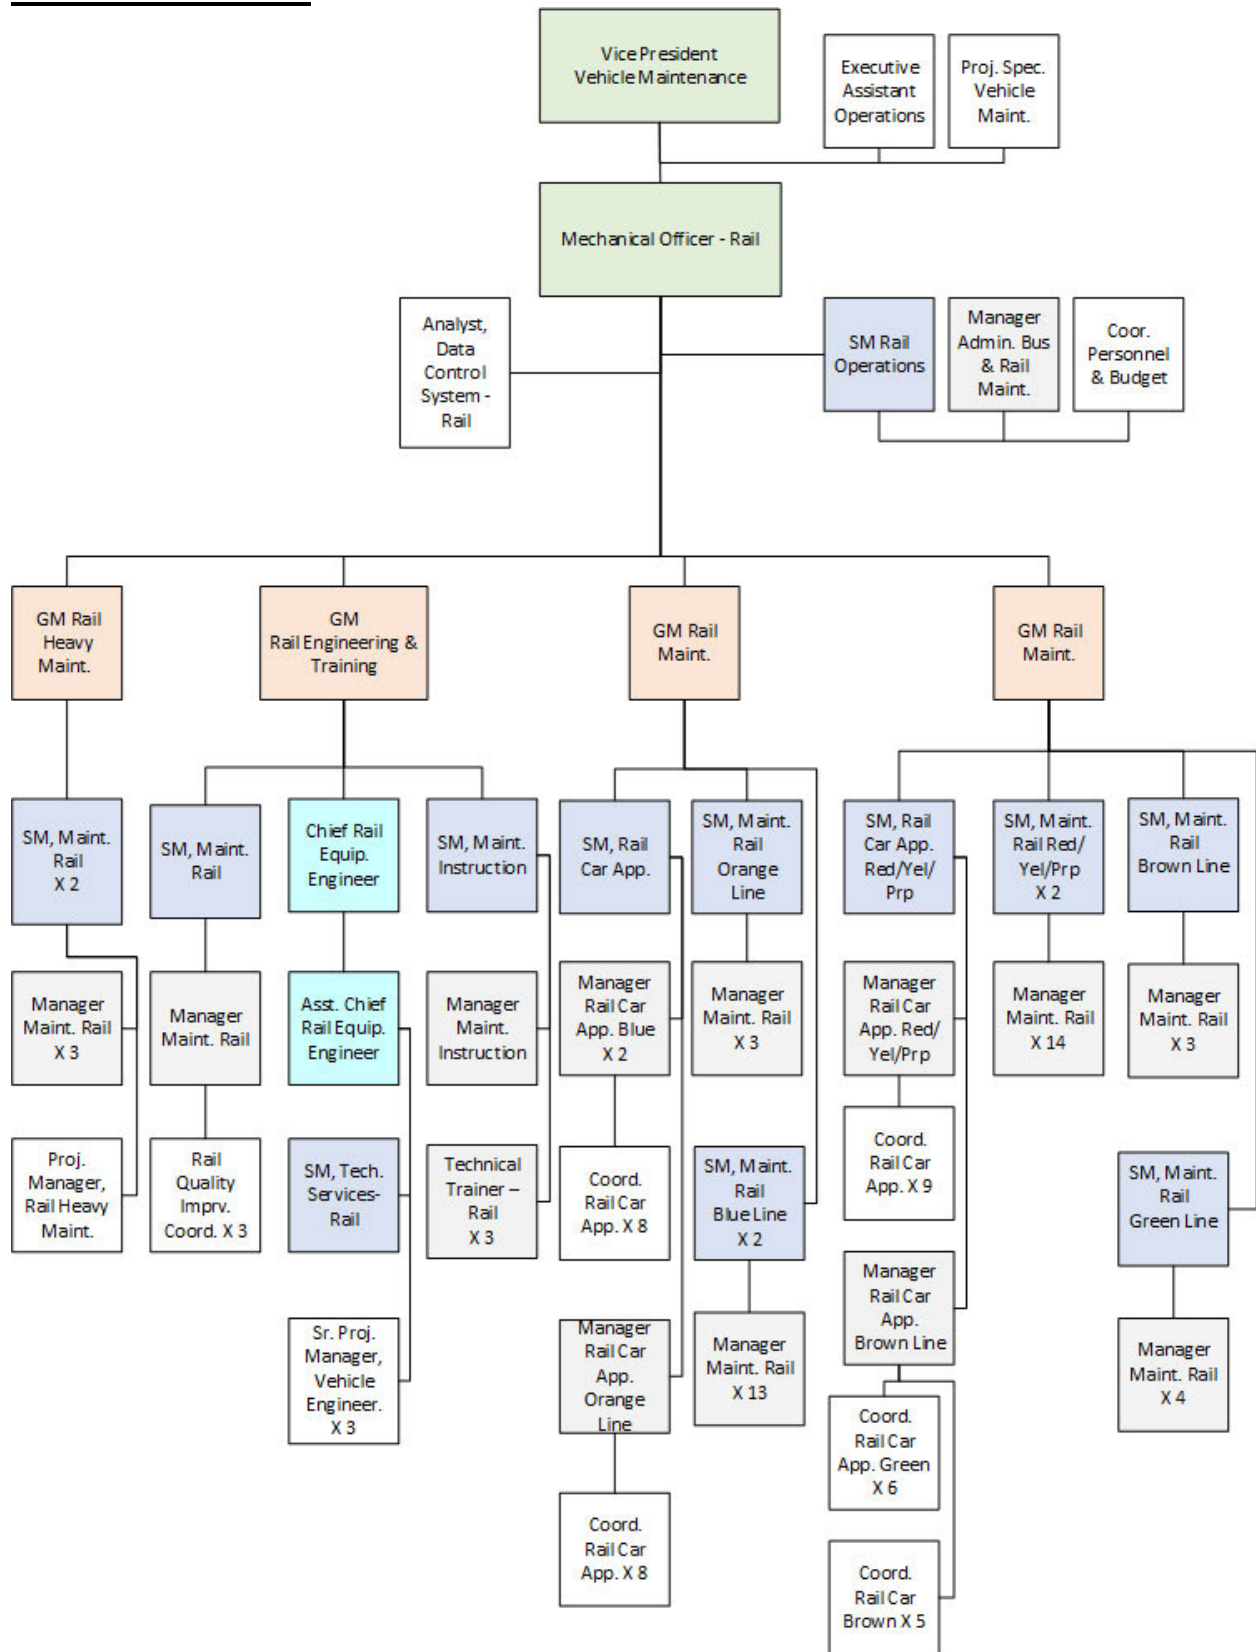 Vice President
Vehicle Maintenance
Executive
Assistant
Operations
Proj. Spec.
Vehicle
Maint.
Mechanical Officer - Rail
Analyst,
Data
Control
System -
Rail
SM Rail
Operations
Manager
Admin. Bus
& Rail
Maint.
Coor.
Personnel
& Budget
GM Rail
Heavy
Maint.
GM
Rail Engineering &
Training
GM Rail
Maint.
GM Rail
Maint.
SM, Maint.
Rail
X 2
SM, Maint.
Rail
Chief Rail
Equip.
Engineer
SM, Maint.
Instruction
SM, Rail
Car App.
SM, Maint.
Rail
Orange
Line
SM, Rail
Car App.
Red/Yel/
Prp
SM, Maint.
Rail Red/
Yel/Prp
X 2
SM, Maint.
Rail
Brown Line
Manager
Maint. Rail
X 3
Manager
Maint. Rail
Asst. Chief
Rail Equip.
Engineer
Manager
Maint.
Instruction
Manager
Rail Car
App. Blue
X 2
Manager
Maint. Rail
X 3
Manager
Rail Car
App. Red/
Yel/Prp
Manager
Maint. Rail
X 14
Manager
Maint. Rail
X 3
Proj.
Manager,
Rail Heavy
Maint.
Rail
Quality
Imprv.
Coord. X 3
SM, Tech.
Services-
Rail
Technical
Trainer –
Rail
X 3
Coord.
Rail Car
App. X 8
SM, Maint.
Rail
Blue Line
X 2
Coord.
Rail Car
App. X 9
SM, Maint.
Rail
Green Line
Sr. Proj.
Manager,
Vehicle
Engineer.
X 3
Manager
Rail Car
App.
Orange
Line
Manager
Maint. Rail
X 13
Manager
Rail Car
App.
Brown Line
Manager
Maint. Rail
X 4
Coord.
Rail Car
App. X 8
Coord.
Rail Car
App. Green
X 6
Coord.
Rail Car
Brown X 5